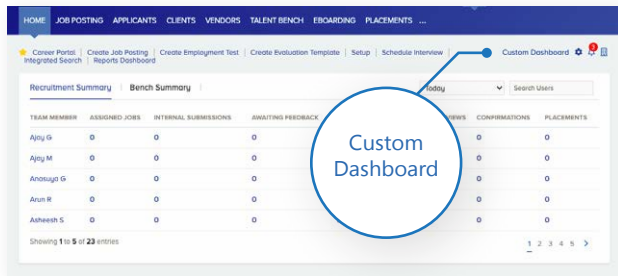 HOME JOB POSTING APPLICANTS CLIENTS VENDORS TALENT BENCH EBOARDING PLACEMENTS ...
Career Portal | Create Job Posting | Create Employment Test | Create Evaluation Template | Setup | Schedule Interview | Custom Dashboard
Integrated Search | Reports Dashboard
Recruitment Summary | Bench Summary | Today Search Users
TEAM MEMBER ASSIGNED JOBS INTERNAL SUBMISSIONS AWAITING FEEDBACK CONFIRMATIONS PLACEMENTS
Ajay G 0 0 0 0 0
Custom
Dashboard
Ajay M 0 0 0 0 0
Anasuya G 0 0 0 0 0
Arun R 0 0 0 0 0
Asheesh S 0 0 0 0 0
Showing 1 to 5 of 23 entries 1 2 3 4 5 >